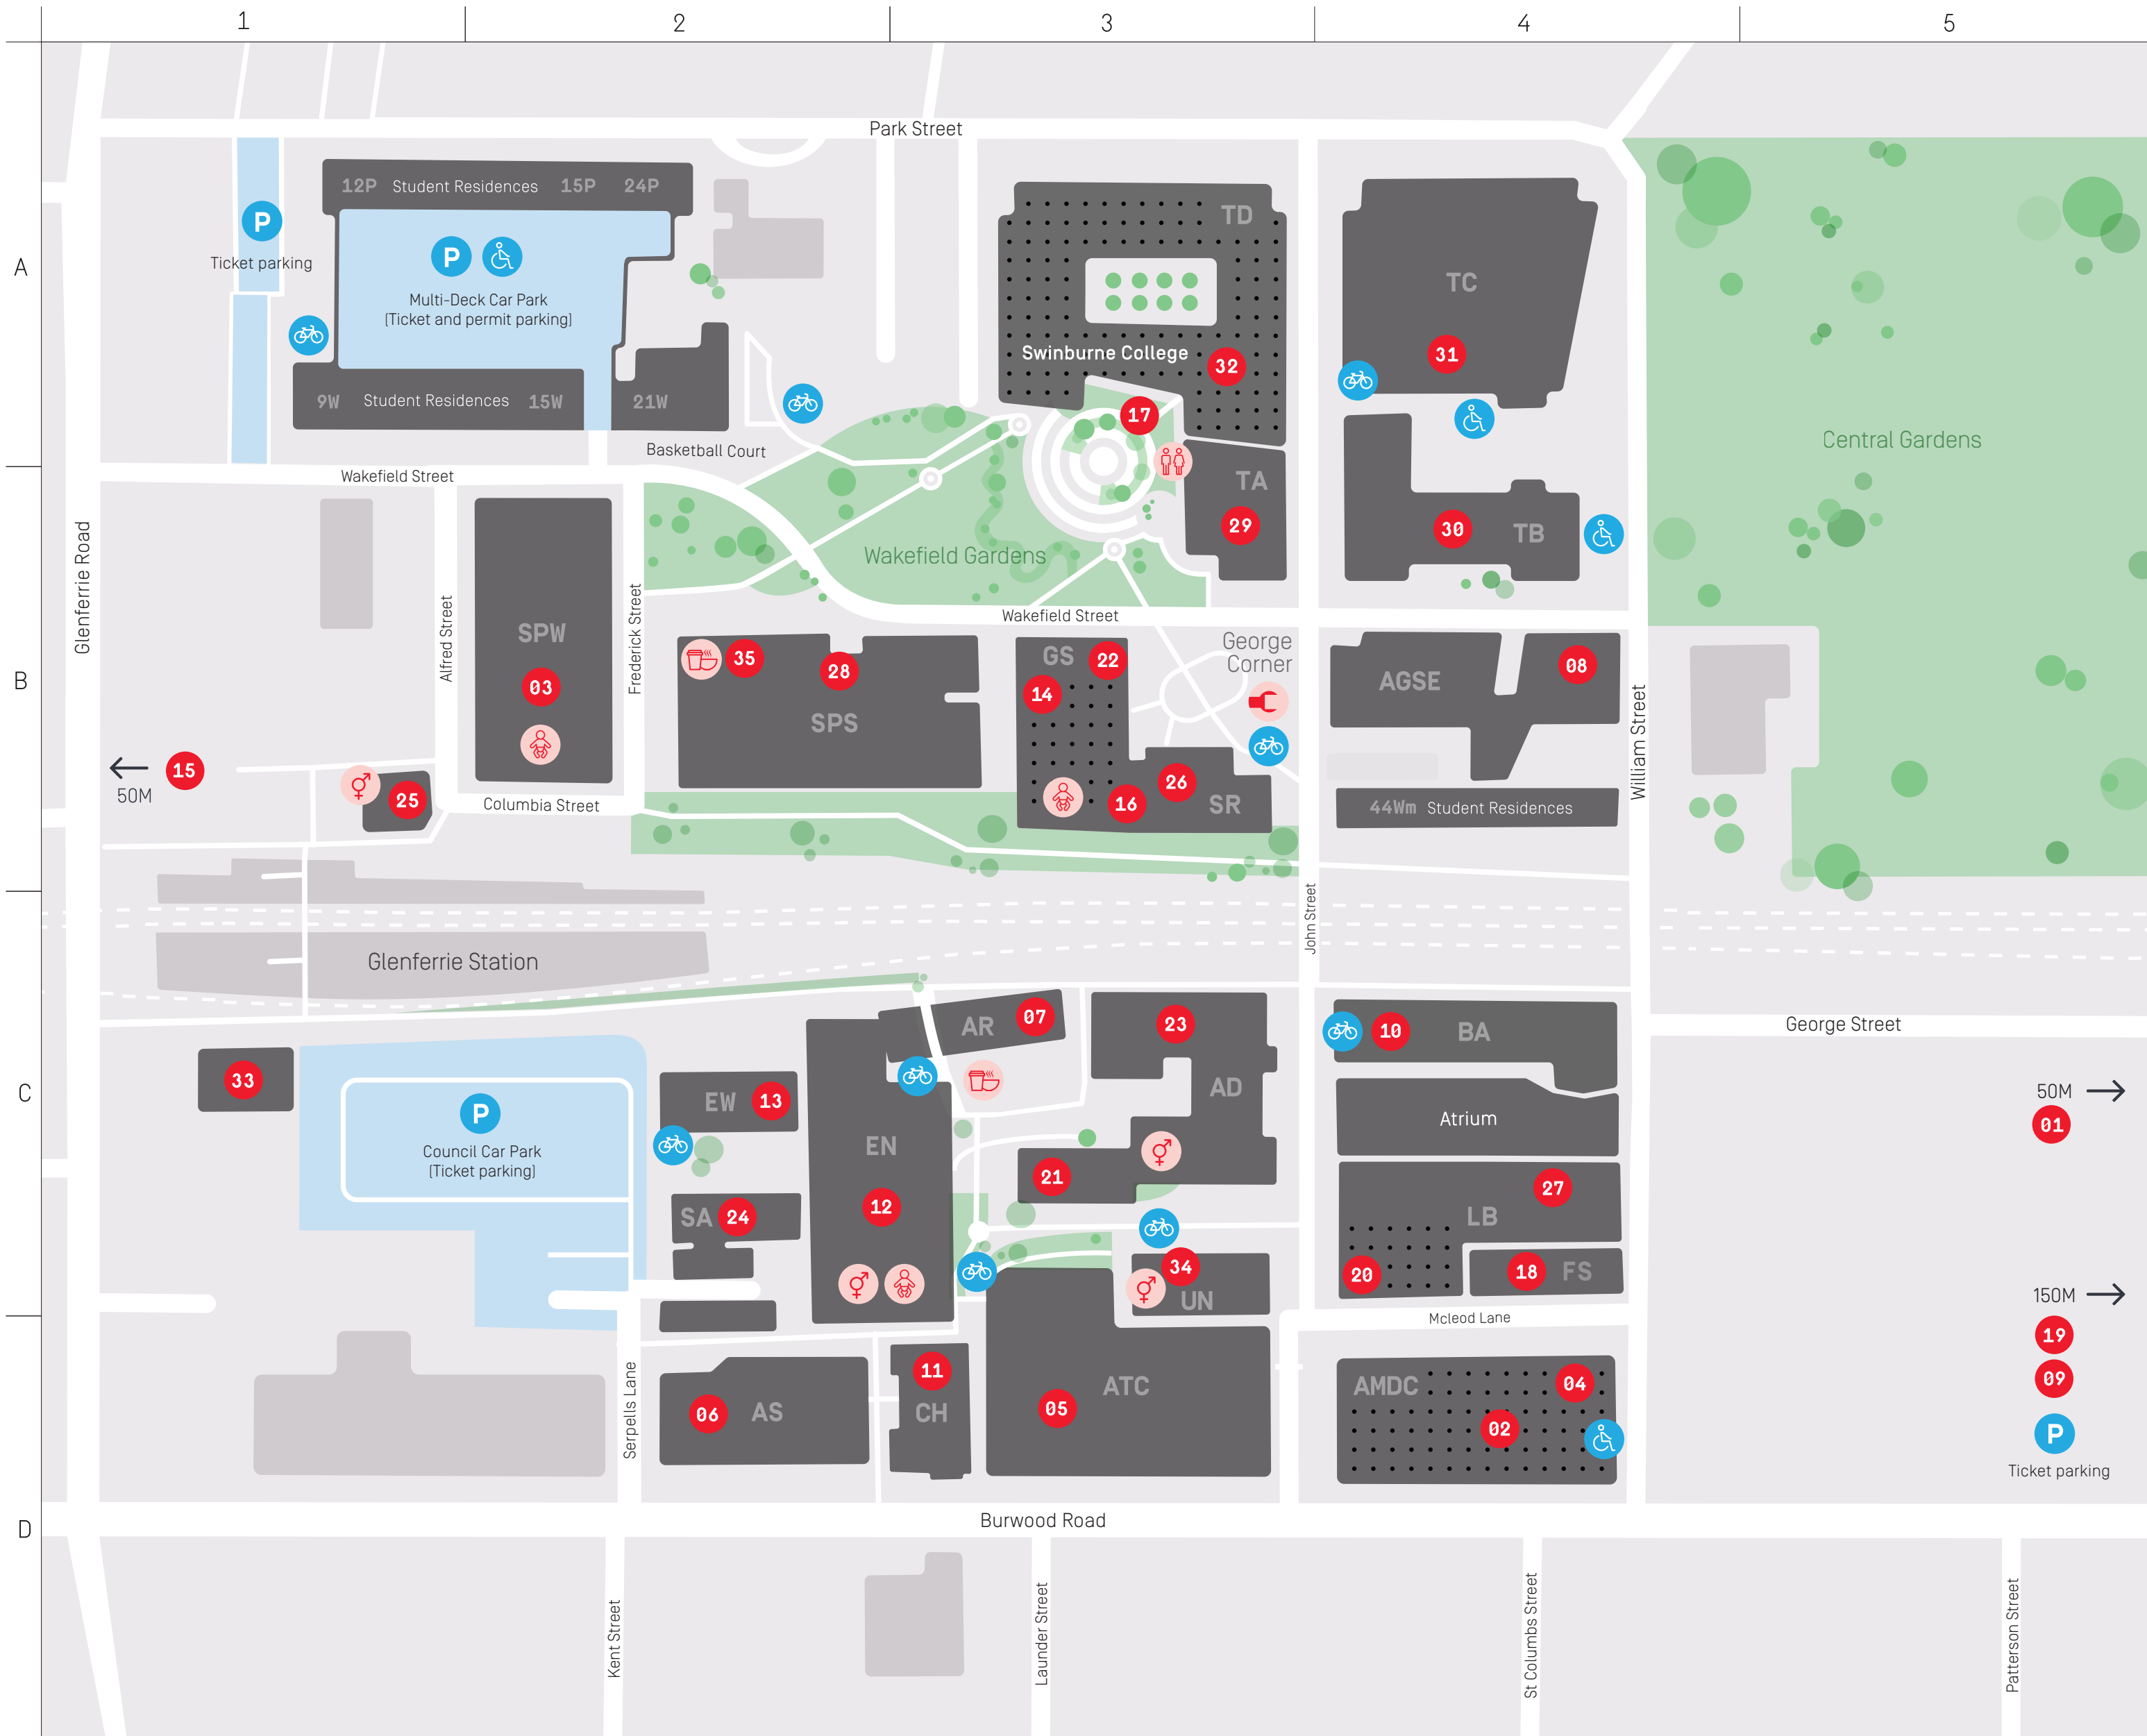 1
2
3
4
5
A
B
C
D
Park Street
12P Student Residences 15P 24P
P
Ticket parking
P
Multi-Deck Car Park
(Ticket and permit parking)
9W Student Residences 15W
21W
Basketball Court
TD
Swinburne College
32
17
TC
31
TA
29
30
TB
Central Gardens
Wakefield Street
Wakefield Gardens
Wakefield Street
Glenferrie Road
Alfred Street
Frederick Street
SPW
03
35
28
SPS
GS
22
14
George
Corner
26
16
SR
AGSE
08
William Street
44Wm Student Residences
15
50M
25
Columbia Street
John Street
Glenferrie Station
George Street
33
P
Council Car Park
(Ticket parking)
EW
13
AR
07
23
AD
10
BA
Atrium
50M
01
EN
12
SA
24
21
27
LB
20
18
FS
34
UN
150M
19
09
P
Ticket parking
Mcleod Lane
Serpells Lane
06
AS
11
CH
05
ATC
AMDC
04
02
Burwood Road
Kent Street
Launder Street
St Columbs Street
Patterson Street